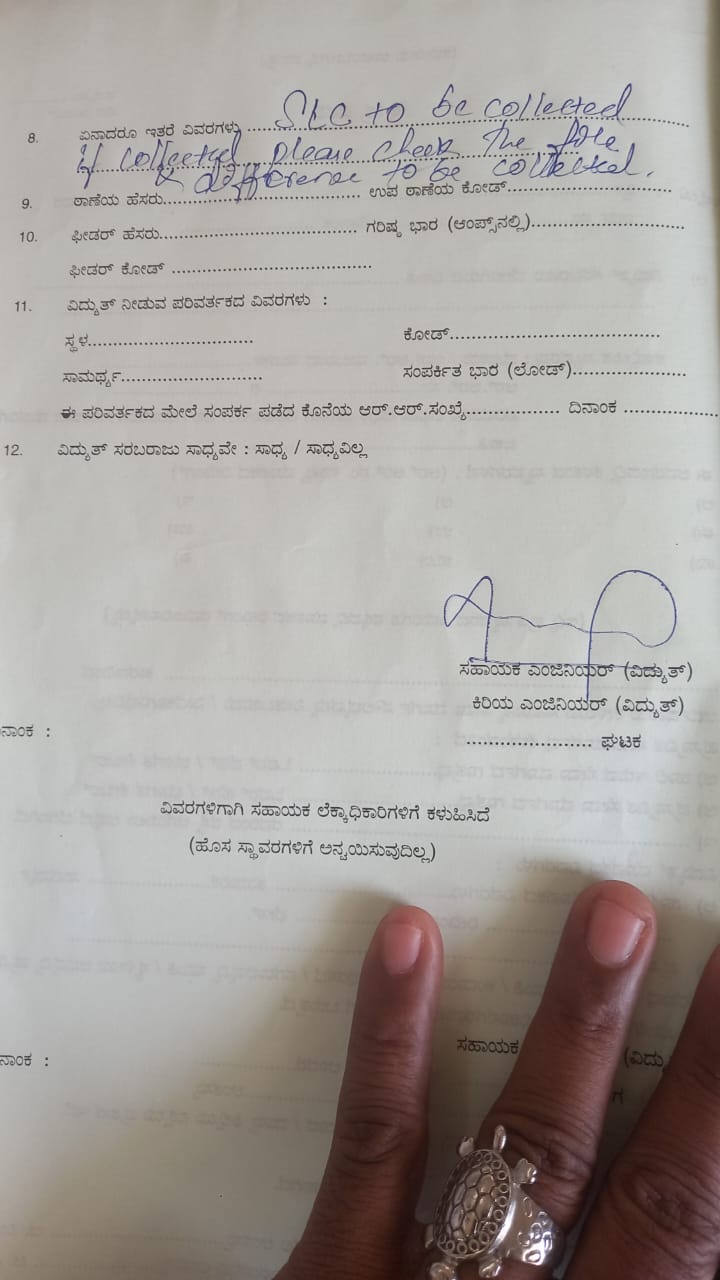 8. ಏನಾದರೂ ಇತರೆ ವಿವರಗಳು ........ SLC to be collected
if collected please check the file
& difference to be collected.
9. ಠಾಣೆಯ ಹೆಸರು........ ಉಪ ಠಾಣೆಯ ಕೋಡ್........
10. ಫೀಡರ್ ಹೆಸರು........ ಗರಿಷ್ಠ ಭಾರ (ಆಂಪ್ಸ್‌ನಲ್ಲಿ)........
ಫೀಡರ್ ಕೋಡ್ ........
11. ವಿದ್ಯುತ್ ನೀಡುವ ಪರಿವರ್ತಕದ ವಿವರಗಳು :
ಸ್ಥಳ........ ಕೋಡ್........
ಸಾಮರ್ಥ್ಯ........ ಸಂಪರ್ಕಿತ ಭಾರ (ಲೋಡ್)........
ಈ ಪರಿವರ್ತಕದ ಮೇಲೆ ಸಂಪರ್ಕ ಪಡೆದ ಕೊನೆಯ ಆರ್.ಆರ್.ಸಂಖ್ಯೆ........ ದಿನಾಂಕ ........
12. ವಿದ್ಯುತ್ ಸರಬರಾಜು ಸಾಧ್ಯವೇ : ಸಾಧ್ಯ / ಸಾಧ್ಯವಿಲ್ಲ
ಸಹಾಯಕ ಎಂಜಿನಿಯರ್ (ವಿದ್ಯುತ್)
ಕಿರಿಯ ಎಂಜಿನಿಯರ್ (ವಿದ್ಯುತ್)
ನಾಂಕ : ........ ಘಟಕ
ವಿವರಗಳಿಗಾಗಿ ಸಹಾಯಕ ಲೆಕ್ಕಾಧಿಕಾರಿಗಳಿಗೆ ಕಳುಹಿಸಿದೆ
(ಹೊಸ ಸ್ಥಾವರಗಳಿಗೆ ಅನ್ವಯಿಸುವುದಿಲ್ಲ)
ನಾಂಕ : ಸಹಾಯಕ (ವಿದ್ಯು